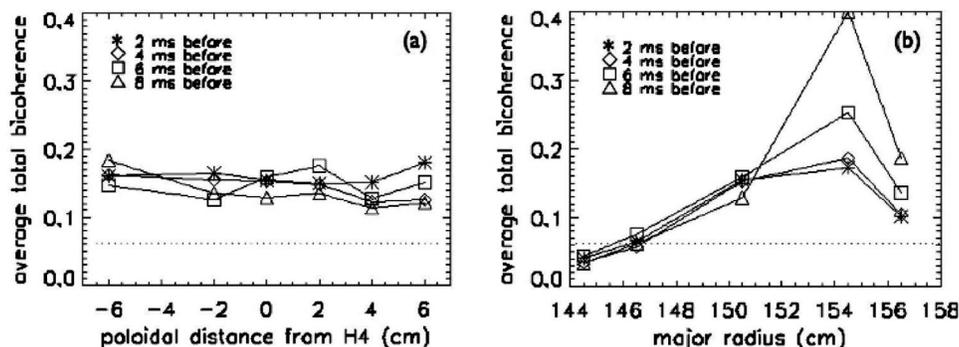 0.4
0.3
0.2
0.1
0.0
average total bicoherence
2 ms before
4 ms before
6 ms before
8 ms before
(a)
-6 -4 -2 0 2 4 6
poloidal distance from H4 (cm)
0.4
0.3
0.2
0.1
0.0
average total bicoherence
2 ms before
4 ms before
6 ms before
8 ms before
(b)
144 146 148 150 152 154 156 158
major radius (cm)